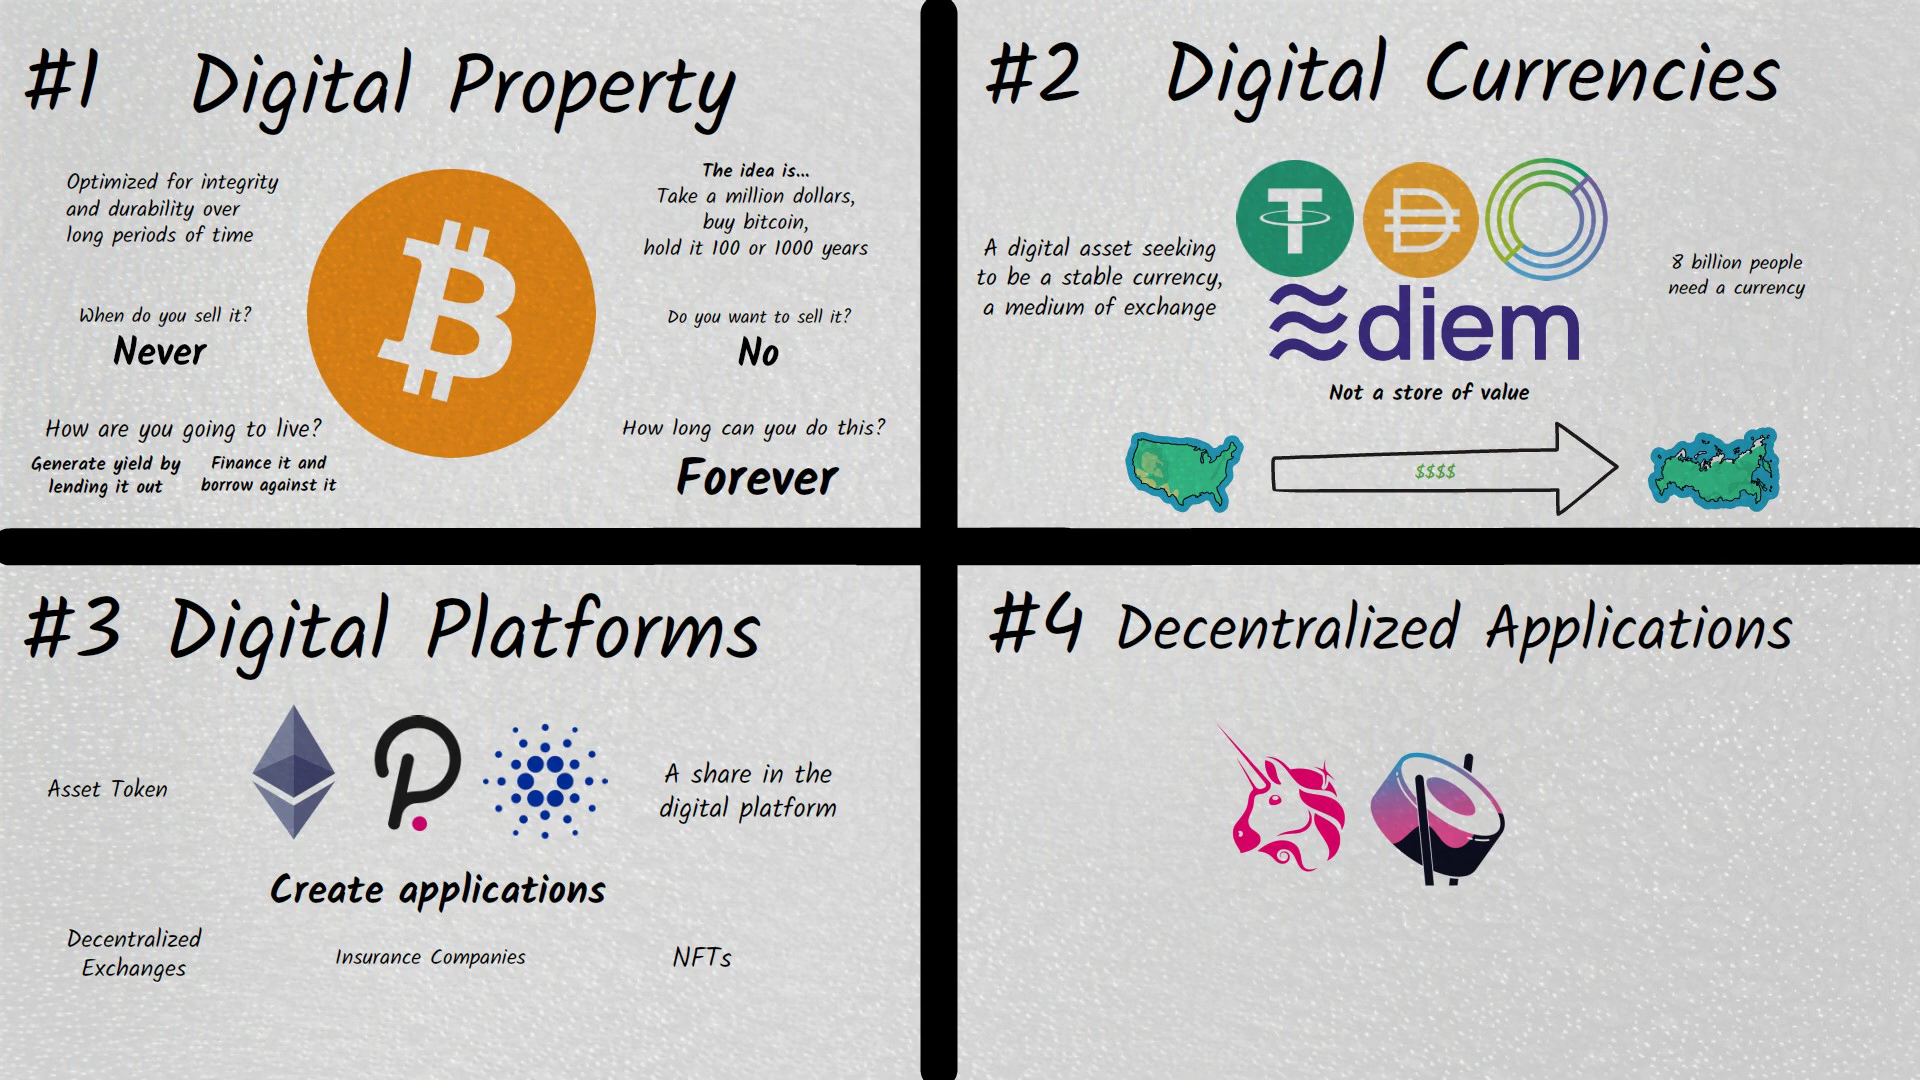 #1 Digital Property
Optimized for integrity
and durability over
long periods of time
The idea is...
Take a million dollars,
buy bitcoin,
hold it 100 or 1000 years
When do you sell it?
Never
Do you want to sell it?
No
How are you going to live?
Generate yield by
lending it out
Finance it and
borrow against it
How long can you do this?
Forever
#2 Digital Currencies
A digital asset seeking
to be a stable currency,
a medium of exchange
diem
8 billion people
need a currency
Not a store of value
$$$$
#3 Digital Platforms
Asset Token
A share in the
digital platform
Create applications
Decentralized
Exchanges
Insurance Companies
NFTs
#4 Decentralized Applications